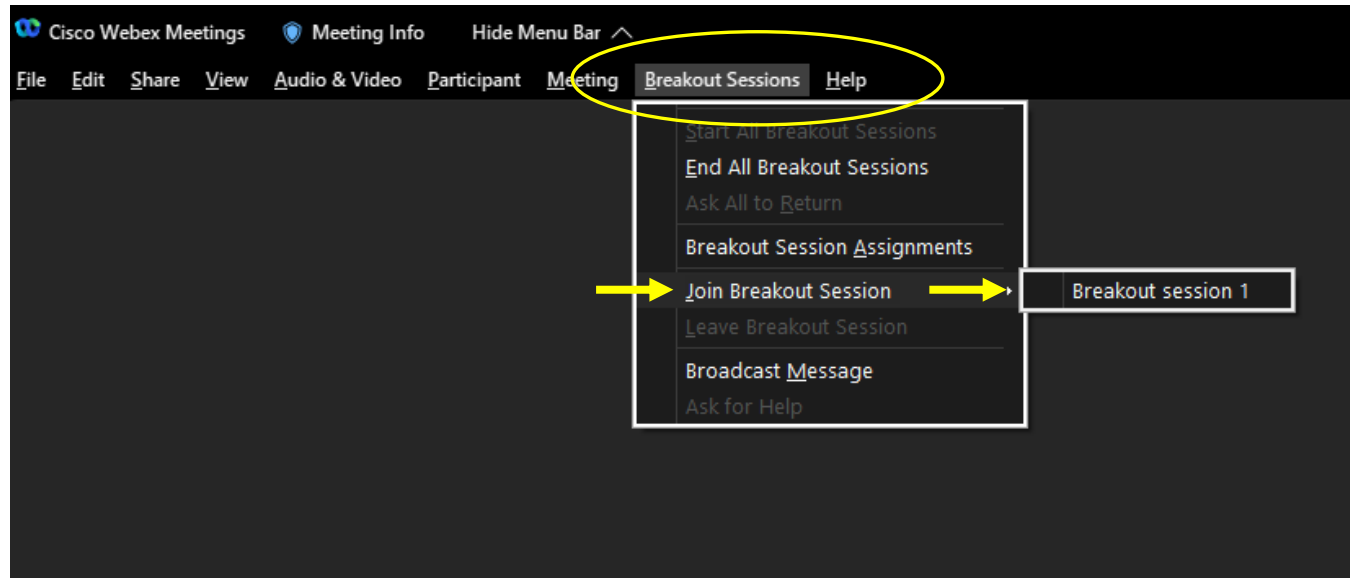 Cisco Webex Meetings Meeting Info Hide Menu Bar
File Edit Share View Audio & Video Participant Meeting Breakout Sessions Help
Start All Breakout Sessions
End All Breakout Sessions
Ask All to Return
Breakout Session Assignments
Join Breakout Session Breakout session 1
Leave Breakout Session
Broadcast Message
Ask for Help